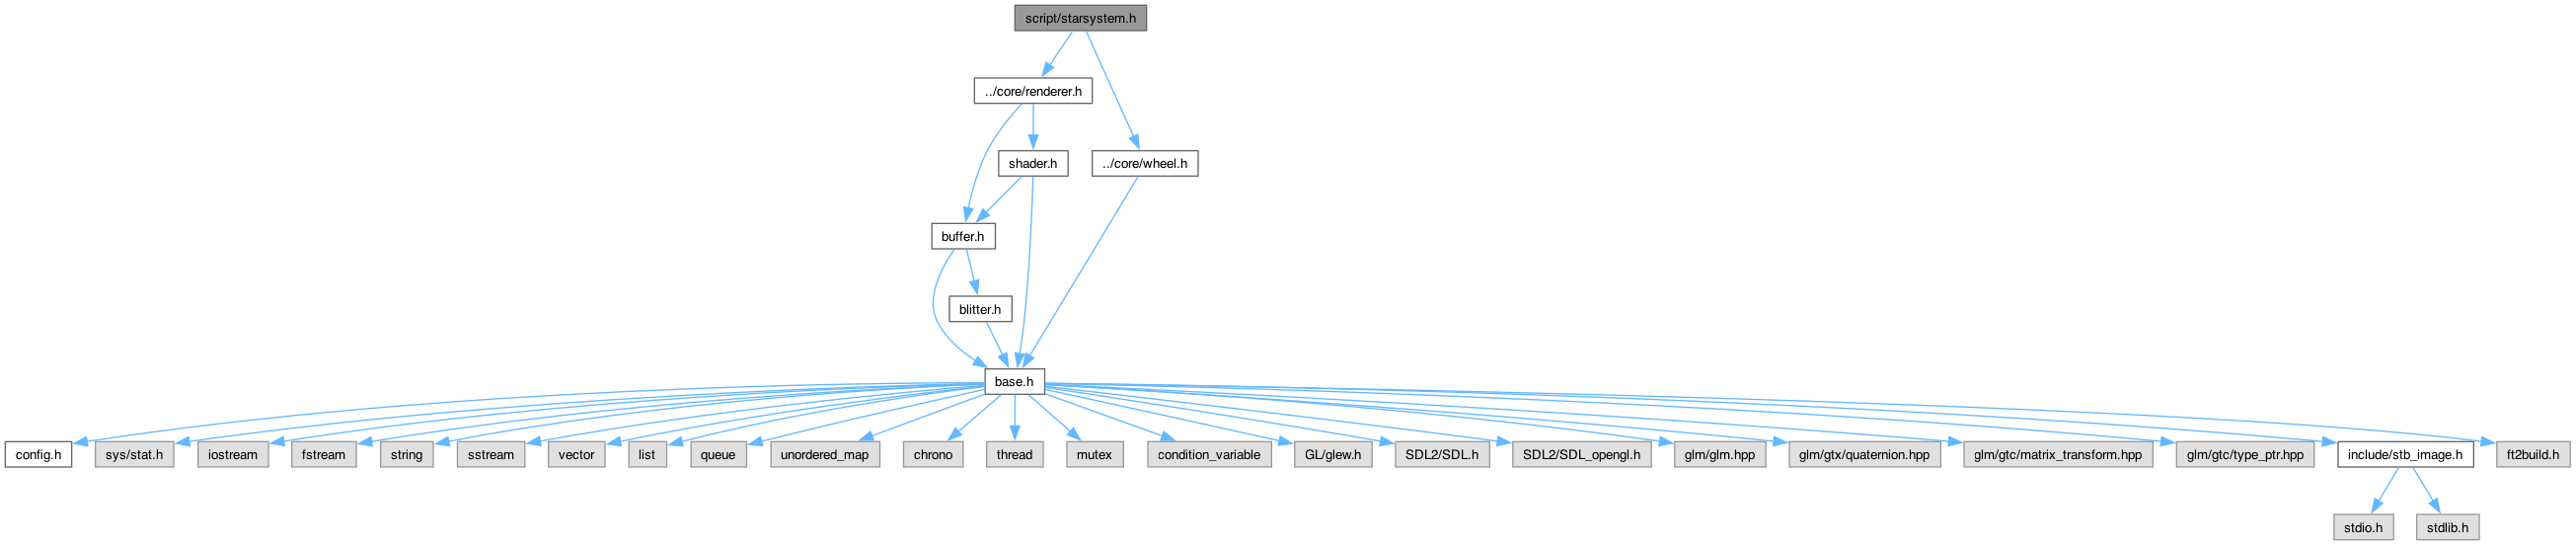 script/starsystem.h
../core/renderer.h
shader.h
../core/wheel.h
buffer.h
blitter.h
base.h
config.h
sys/stat.h
iostream
fstream
string
sstream
vector
list
queue
unordered_map
chrono
thread
mutex
condition_variable
GL/glew.h
SDL2/SDL.h
SDL2/SDL_opengl.h
glm/glm.hpp
glm/gtx/quaternion.hpp
glm/gtc/matrix_transform.hpp
glm/gtc/type_ptr.hpp
include/stb_image.h
ft2build.h
stdio.h
stdlib.h